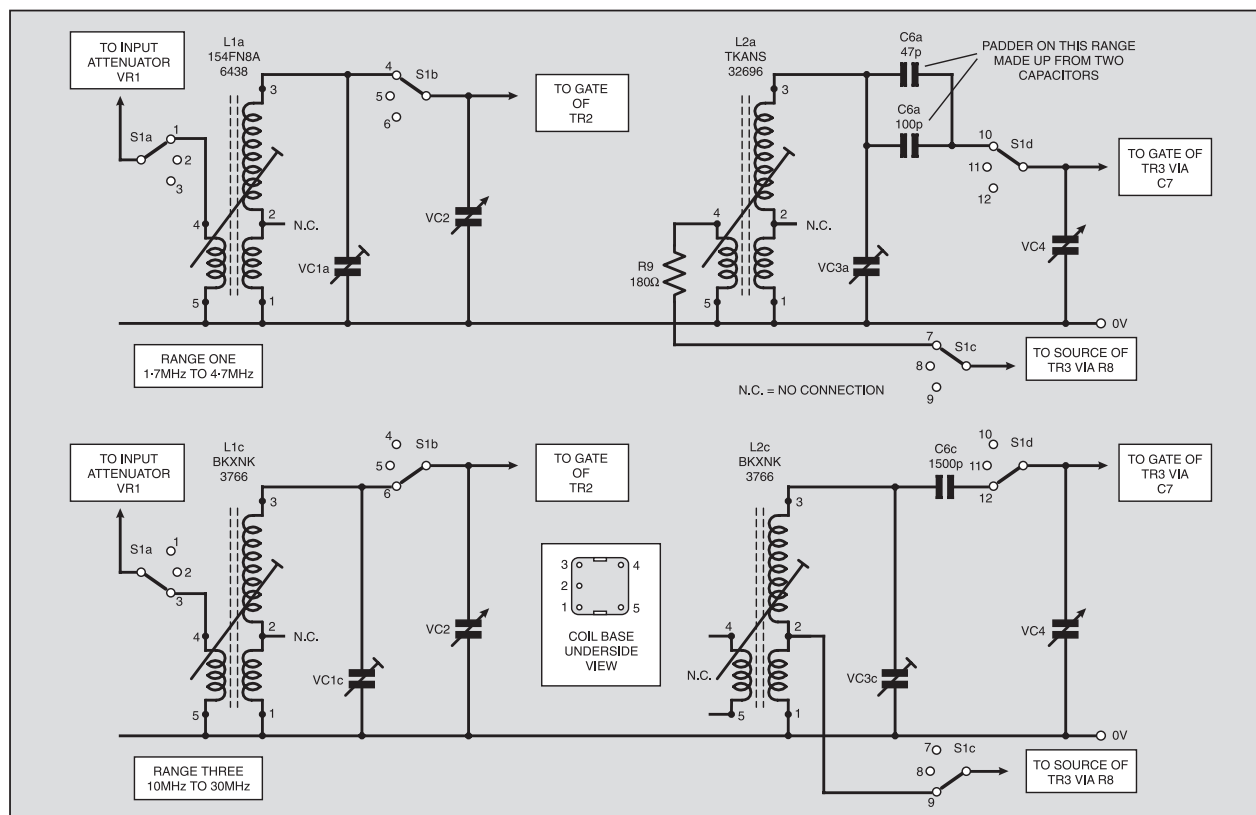 TO INPUT
ATTENUATOR
VR1
L1a
154FN8A
6438
3
4
S1b
5
6
TO GATE
OF
TR2
S1a
1
2
3
4
2
N.C.
VC1a
VC2
5
1
RANGE ONE
1·7MHz TO 4·7MHz
L2a
TKANS
32696
3
C6a
47p
PADDER ON THIS RANGE
MADE UP FROM TWO
CAPACITORS
C6a
100p
10
S1d
11
12
TO GATE OF
TR3 VIA
C7
4
2
N.C.
R9
180Ω
VC3a
VC4
5
1
0V
7
S1c
8
9
TO SOURCE OF
TR3 VIA R8
N.C. = NO CONNECTION
TO INPUT
ATTENUATOR
VR1
L1c
BKXNK
3766
3
4
S1b
5
6
TO GATE
OF
TR2
S1a
1
2
3
4
2
N.C.
VC1c
VC2
5
1
RANGE THREE
10MHz TO 30MHz
3
4
2
1
5
COIL BASE
UNDERSIDE
VIEW
L2c
BKXNK
3766
3
C6c
1500p
10
S1d
11
12
TO GATE OF
TR3 VIA
C7
4
2
N.C.
VC3c
VC4
5
1
0V
7
S1c
8
9
TO SOURCE OF
TR3 VIA R8